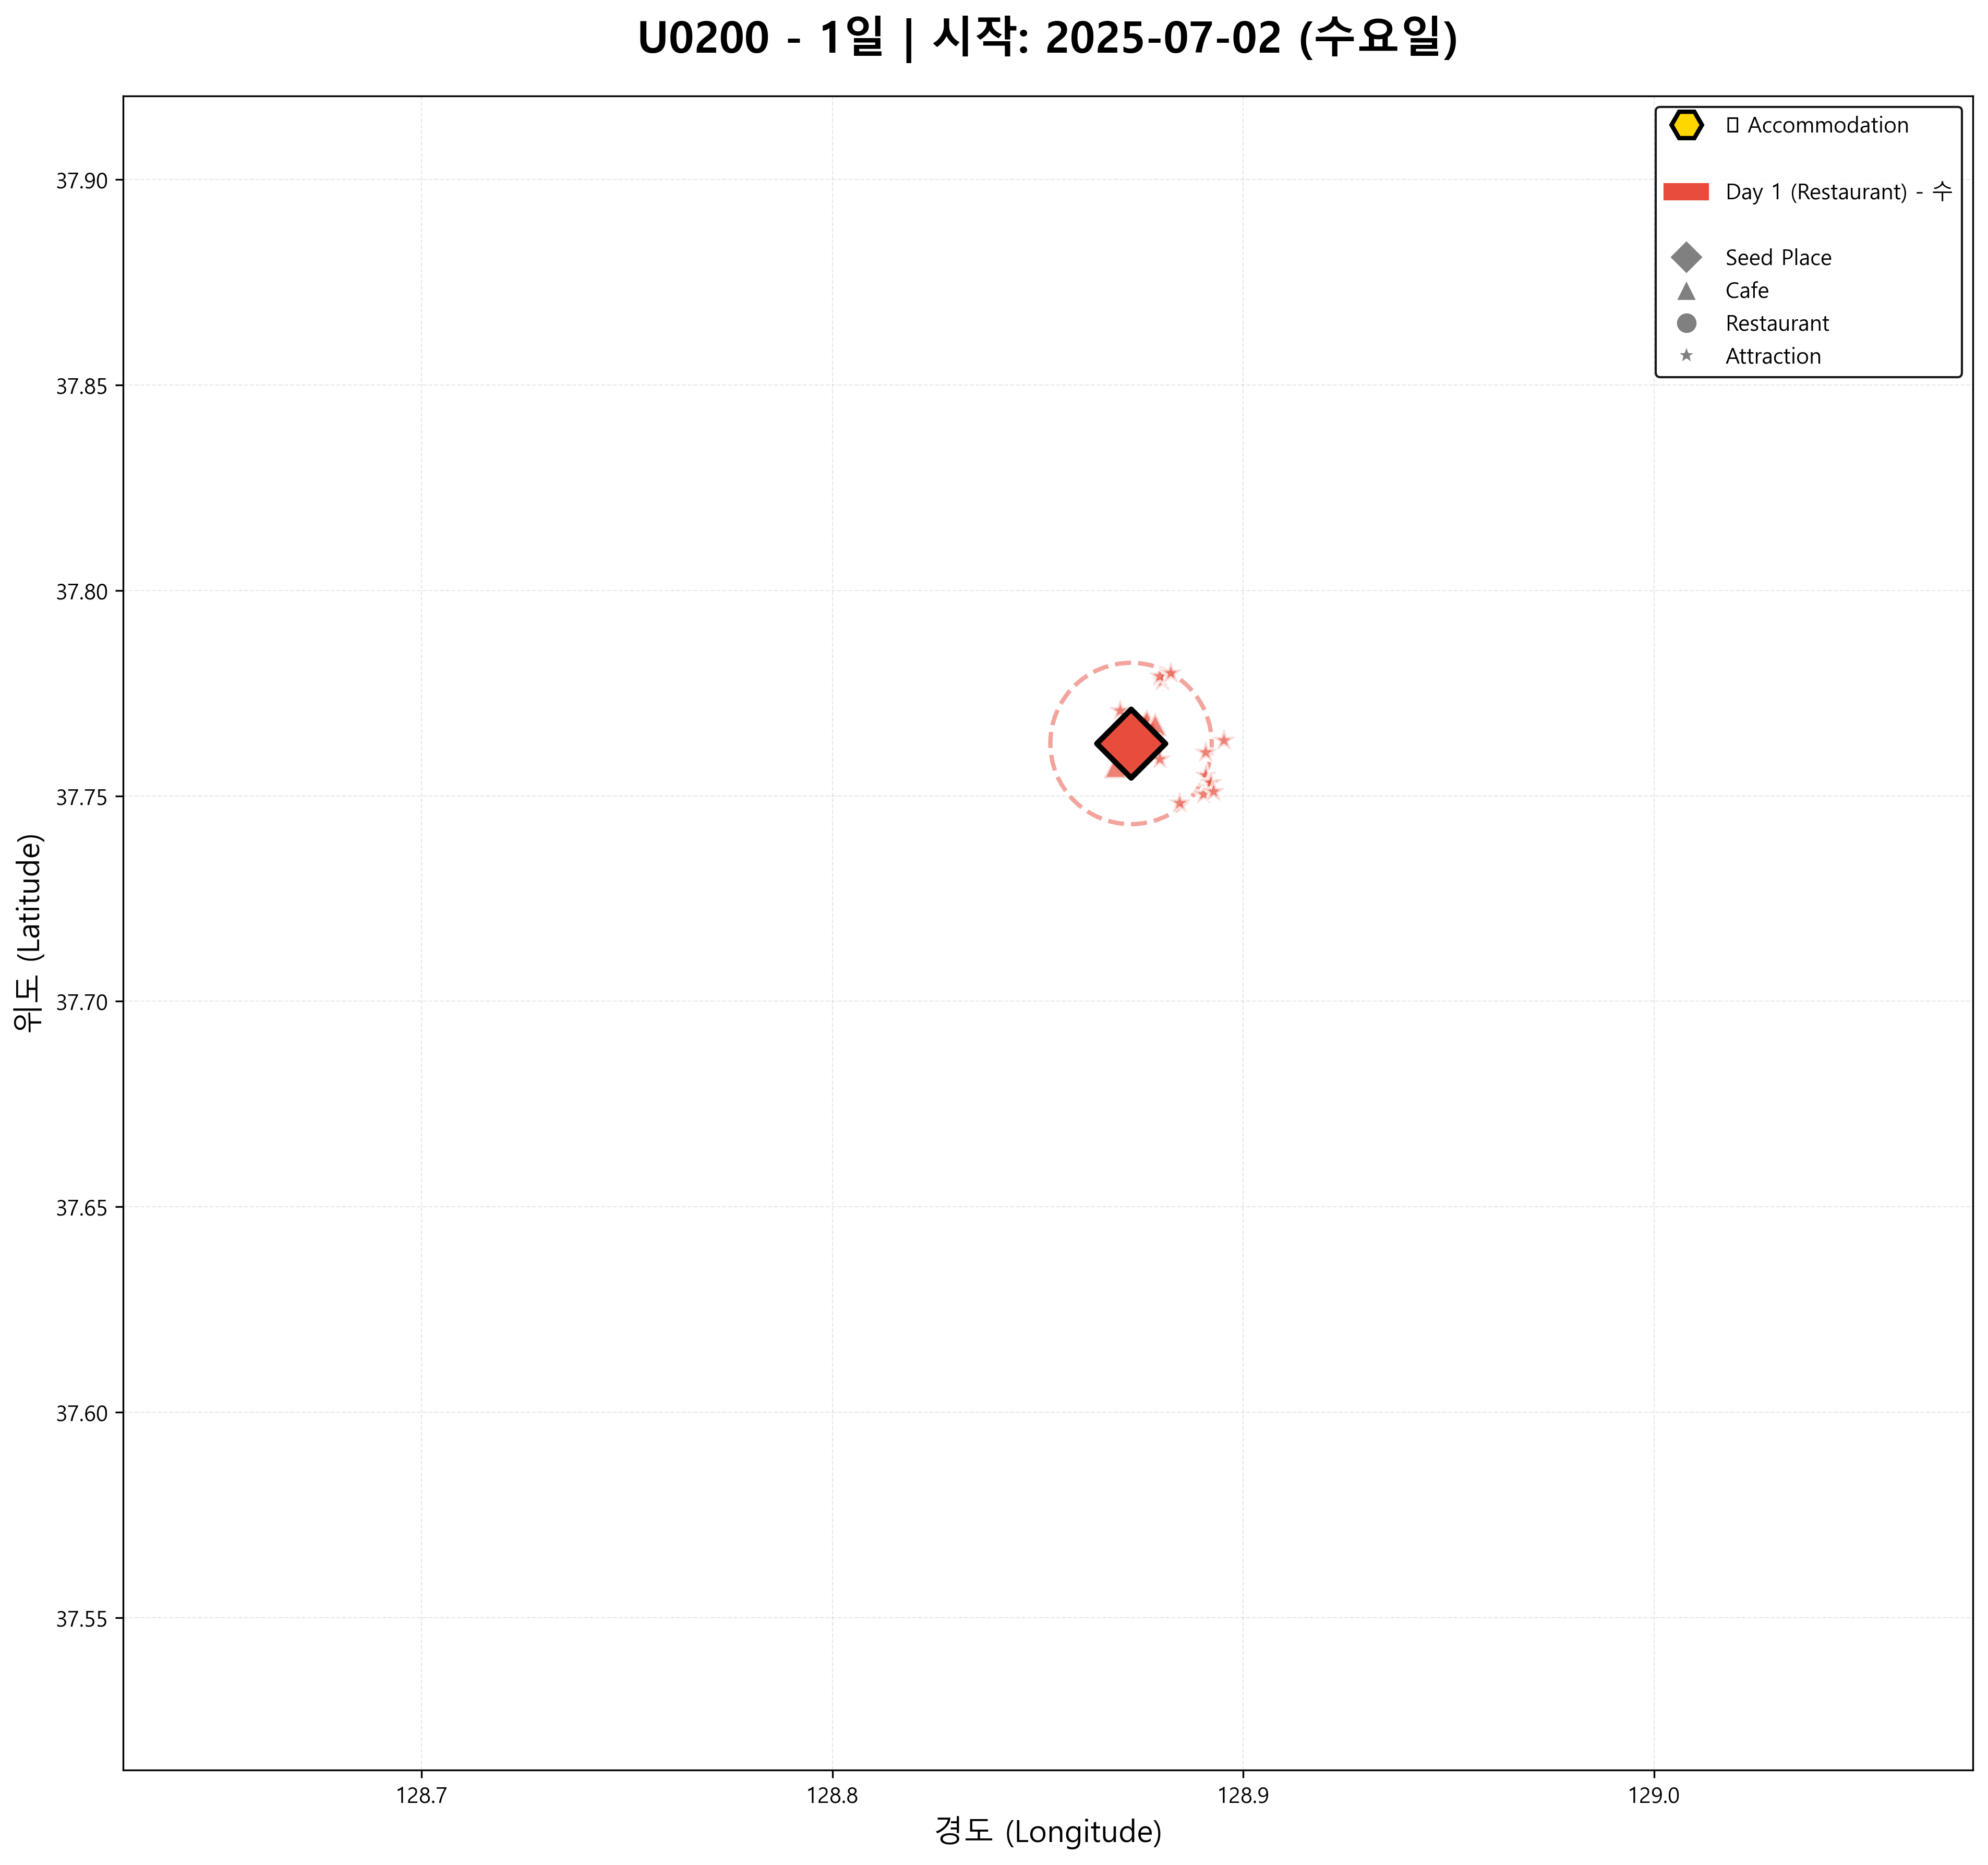 U0200 - 1일 | 시작: 2025-07-02 (수요일)
Accommodation
Day 1 (Restaurant) - 수
Seed Place
Cafe
Restaurant
Attraction
37.90
37.85
37.80
37.75
37.70
37.65
37.60
37.55
위도 (Latitude)
128.7 128.8 128.9 129.0
경도 (Longitude)